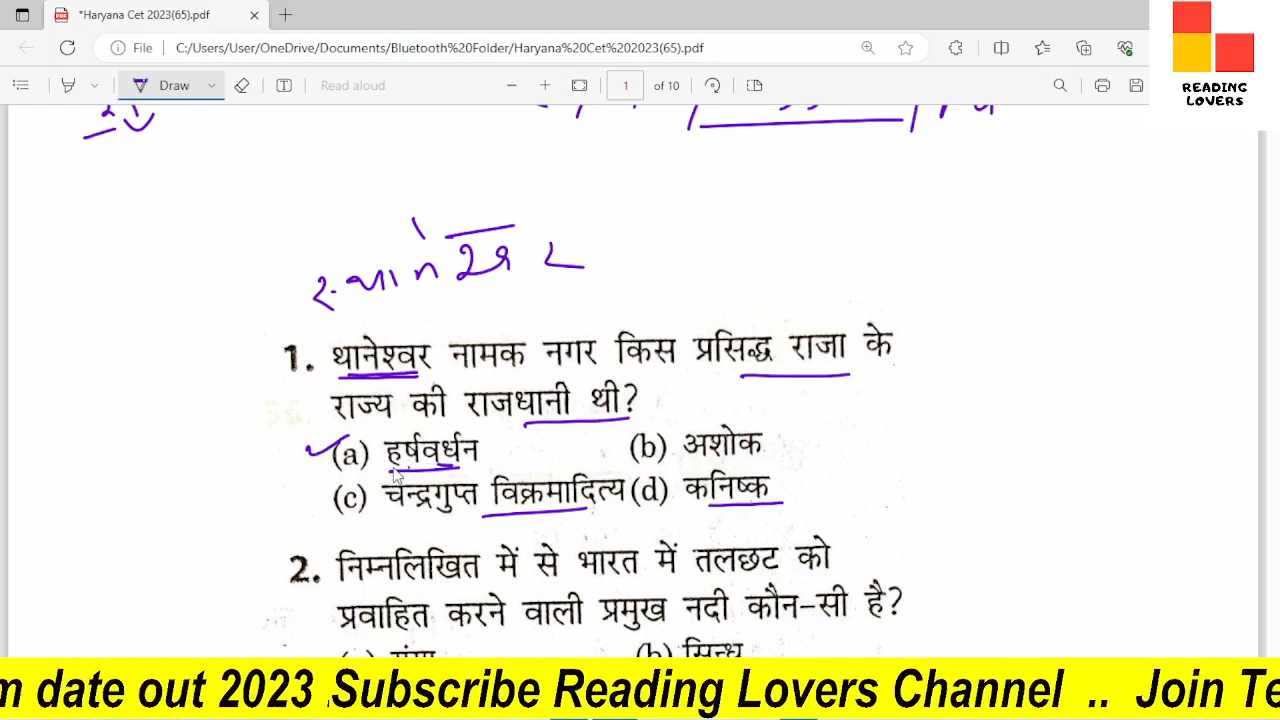 *Haryana Cet 2023(65).pdf
File C:/Users/User/OneDrive/Documents/Bluetooth%20Folder/Haryana%20Cet%202023(65).pdf
Draw Read aloud 1 of 10
READING
LOVERS
1. थानेश्वर नामक नगर किस प्रसिद्ध राजा के
राज्य की राजधानी थी?
(a) हर्षवर्धन (b) अशोक
(c) चन्द्रगुप्त विक्रमादित्य (d) कनिष्क
2. निम्नलिखित में से भारत में तलछट को
प्रवाहित करने वाली प्रमुख नदी कौन-सी है?
(b) सिन्ध
m date out 2023 .Subscribe Reading Lovers Channel .. Join Te